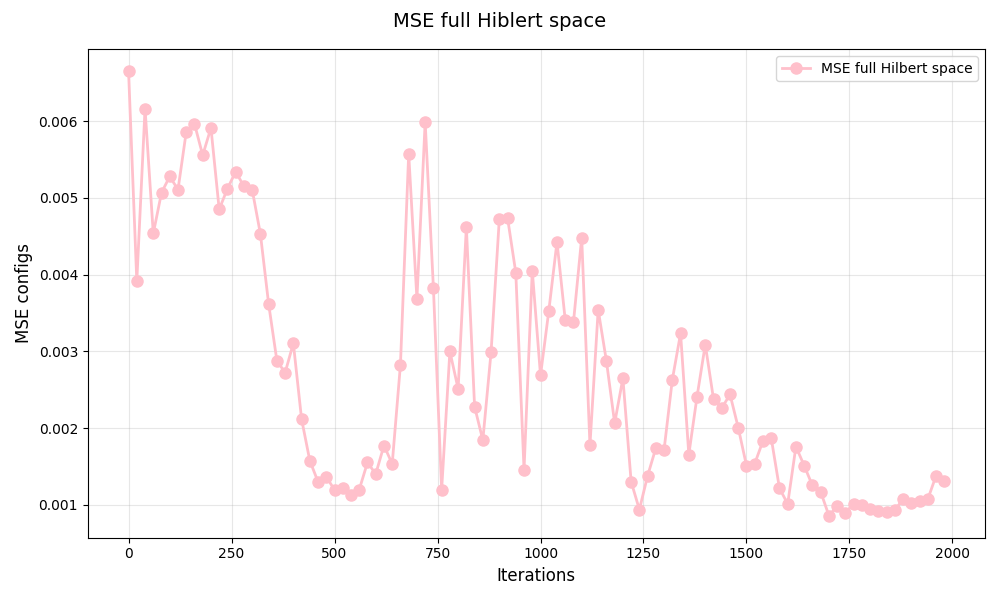 MSE full Hiblert space
MSE full Hilbert space
MSE configs
0.006
0.005
0.004
0.003
0.002
0.001
0 250 500 750 1000 1250 1500 1750 2000
Iterations